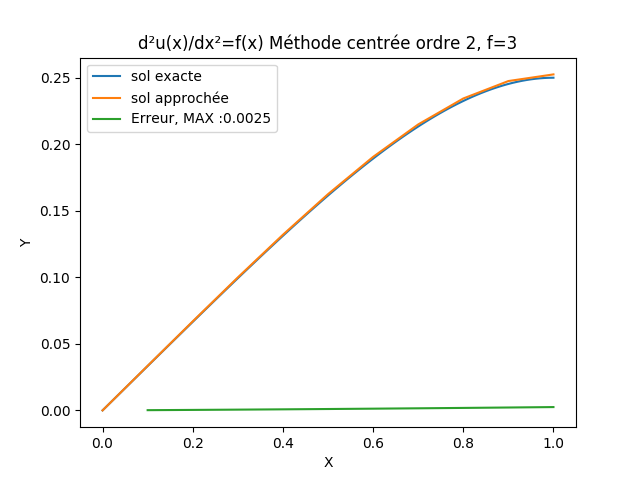 d²u(x)/dx²=f(x) Méthode centrée ordre 2, f=3
sol exacte
sol approchée
Erreur, MAX :0.0025
0.25
0.20
0.15
0.10
0.05
0.00
Y
0.0 0.2 0.4 0.6 0.8 1.0
X